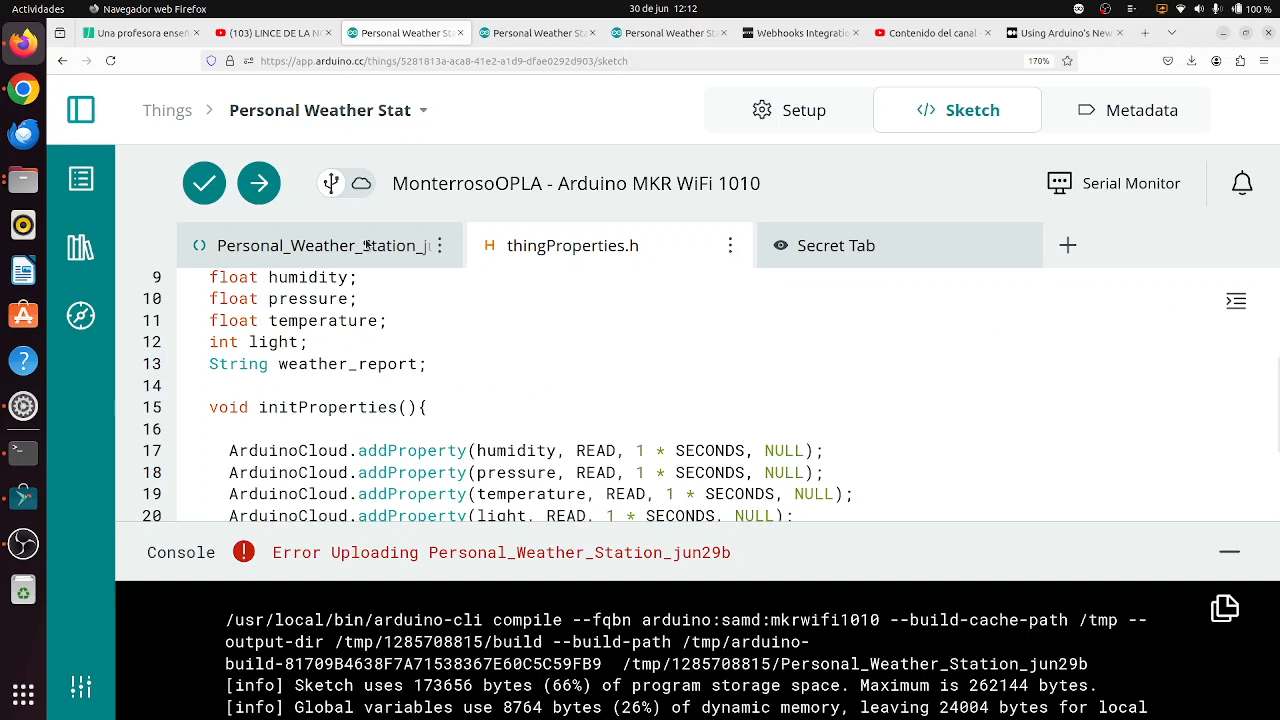 Actividades
Navegador web Firefox
30 de jun 12:12
100 %
Una profesora enseñ
(103) LINCE DE LA NO
Personal Weather St
Personal Weather Sta
Personal Weather Sta
Webhooks Integratio
Contenido del canal -
Using Arduino's New
https://app.arduino.cc/things/5281813a-aca8-41e2-a1d9-dfae0292d903/sketch
170%
Things > Personal Weather Stat
Setup
Sketch
Metadata
MonterrosoOPLA - Arduino MKR WiFi 1010
Serial Monitor
Personal_Weather_Station_ju
thingProperties.h
Secret Tab
9 float humidity;
10 float pressure;
11 float temperature;
12 int light;
13 String weather_report;
14
15 void initProperties(){
16
17 ArduinoCloud.addProperty(humidity, READ, 1 * SECONDS, NULL);
18 ArduinoCloud.addProperty(pressure, READ, 1 * SECONDS, NULL);
19 ArduinoCloud.addProperty(temperature, READ, 1 * SECONDS, NULL);
20 ArduinoCloud.addProperty(light, READ, 1 * SECONDS, NULL);
Console Error Uploading Personal_Weather_Station_jun29b
/usr/local/bin/arduino-cli compile --fqbn arduino:samd:mkrwifi1010 --build-cache-path /tmp --
output-dir /tmp/1285708815/build --build-path /tmp/arduino-
build-81709B4638F7A71538367E60C5C59FB9 /tmp/1285708815/Personal_Weather_Station_jun29b
[info] Sketch uses 173656 bytes (66%) of program storage space. Maximum is 262144 bytes.
[info] Global variables use 8764 bytes (26%) of dynamic memory, leaving 24004 bytes for local